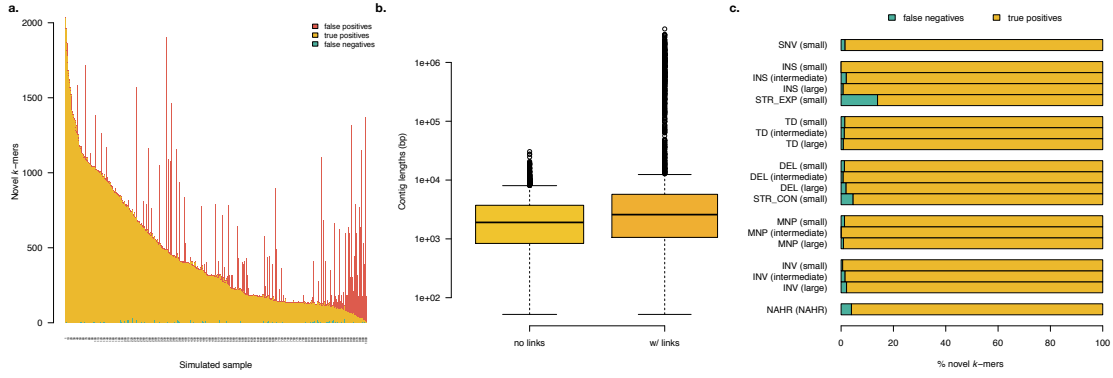 a.
false positives
true positives
false negatives
2000
1500
1000
500
0
Novel k−mers
Simulated sample
b.
1e+06
1e+05
1e+04
1e+03
1e+02
Contig lengths (bp)
no links
w/ links
c.
false negatives
true positives
SNV (small)
INS (small)
INS (intermediate)
INS (large)
STR_EXP (small)
TD (small)
TD (intermediate)
TD (large)
DEL (small)
DEL (intermediate)
DEL (large)
STR_CON (small)
MNP (small)
MNP (intermediate)
MNP (large)
INV (small)
INV (intermediate)
INV (large)
NAHR (NAHR)
0 20 40 60 80 100
% novel k−mers